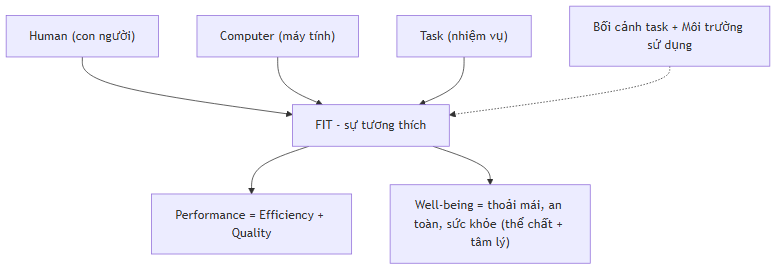 Human (con người)
Computer (máy tính)
Task (nhiệm vụ)
Bối cảnh task + Môi trường
sử dụng
FIT - sự tương thích
Performance = Efficiency +
Quality
Well-being = thoải mái, an
toàn, sức khỏe (thể chất +
tâm lý)